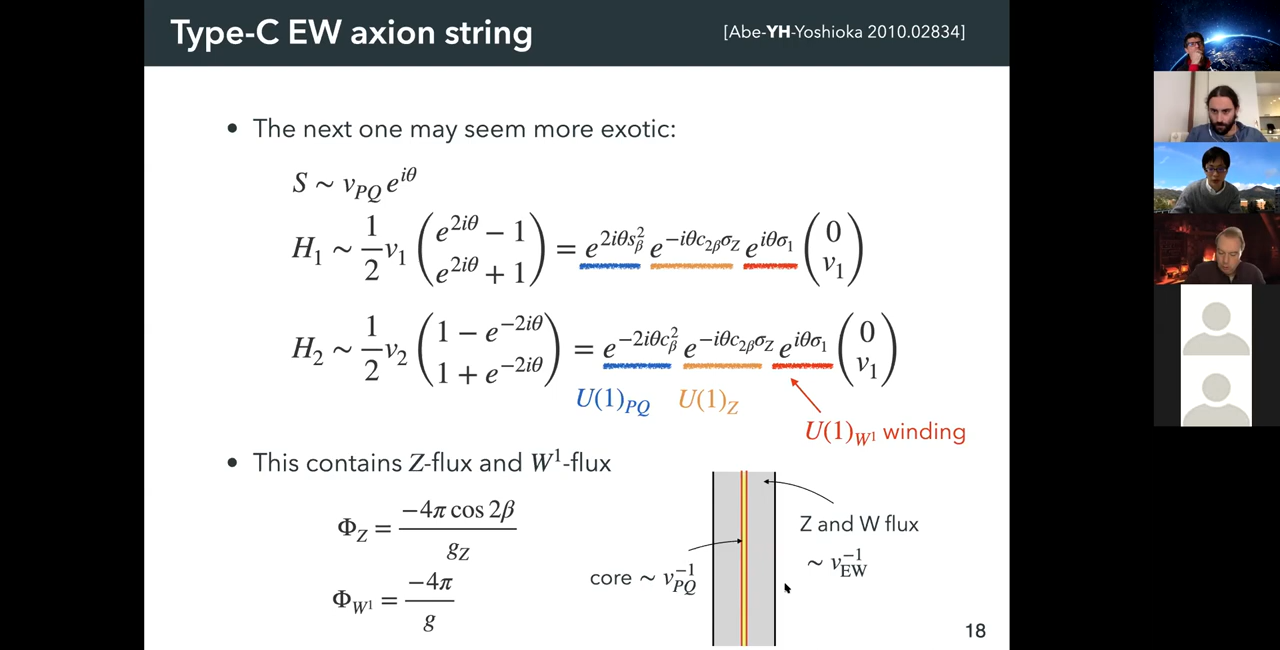 Type-C EW axion string
[Abe-YH-Yoshioka 2010.02834]
• The next one may seem more exotic:
S ∼ v_{PQ} e^{iθ}
H_1 ∼ \frac{1}{2} v_1 \begin{pmatrix} e^{2iθ} − 1 \\ e^{2iθ} + 1 \end{pmatrix} = e^{2iθs_β^2} e^{−iθc_{2β}σ_Z} e^{iθσ_1} \begin{pmatrix} 0 \\ v_1 \end{pmatrix}
H_2 ∼ \frac{1}{2} v_2 \begin{pmatrix} 1 − e^{−2iθ} \\ 1 + e^{−2iθ} \end{pmatrix} = e^{−2iθc_β^2} e^{−iθc_{2β}σ_Z} e^{iθσ_1} \begin{pmatrix} 0 \\ v_1 \end{pmatrix}
U(1)_{PQ} U(1)_Z
U(1)_{W^1} winding
• This contains Z-flux and W^1-flux
Φ_Z = \frac{−4π cos 2β}{g_Z}
Φ_{W^1} = \frac{−4π}{g}
Z and W flux
∼ v_{EW}^{−1}
core ∼ v_{PQ}^{−1}
18